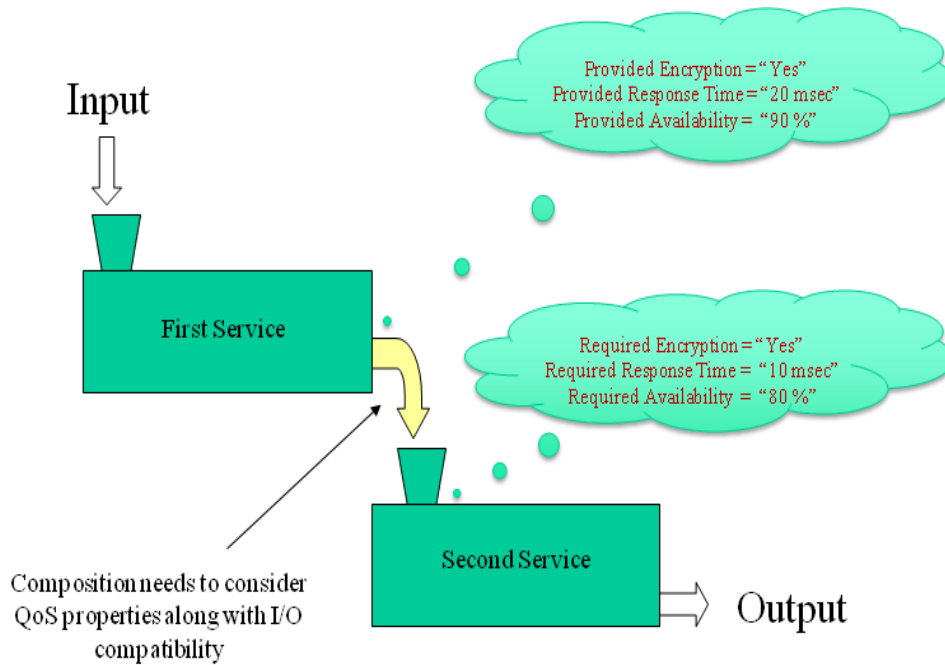 Provided Encryption = “Yes”
Provided Response Time = “20 msec”
Provided Availability = “90 %”
Input
First Service
Required Encryption = “Yes”
Required Response Time = “10 msec”
Required Availability = “80 %”
Second Service
Composition needs to consider
QoS properties along with I/O
compatibility
Output